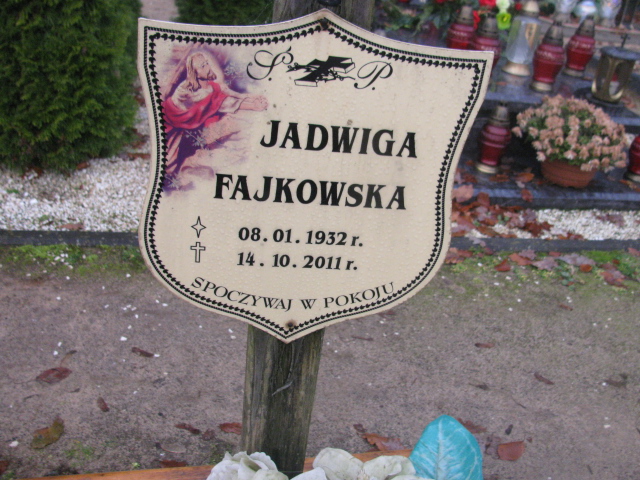 Ś. P.
JADWIGA
FAJKOWSKA
08.01.1932 r.
14.10.2011 r.
SPOCZYWAJ W POKOJU